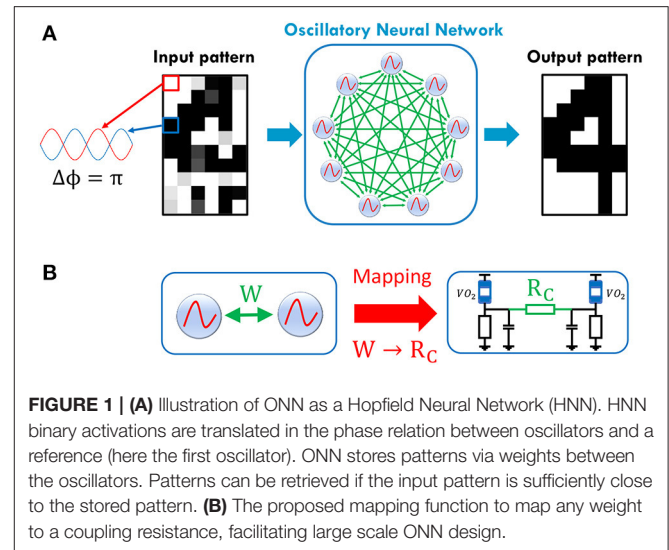 A
Input pattern
Oscillatory Neural Network
Output pattern
Δϕ = π
B
W
Mapping
W → R_C
VO₂
R_C
VO₂
FIGURE 1 | (A) Illustration of ONN as a Hopfield Neural Network (HNN). HNN
binary activations are translated in the phase relation between oscillators and a
reference (here the first oscillator). ONN stores patterns via weights between
the oscillators. Patterns can be retrieved if the input pattern is sufficiently close
to the stored pattern. (B) The proposed mapping function to map any weight
to a coupling resistance, facilitating large scale ONN design.